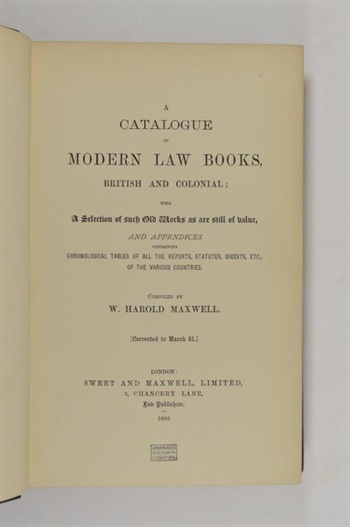 A
CATALOGUE
OF
MODERN LAW BOOKS,
BRITISH AND COLONIAL;
WITH
A Selection of such Old Works as are still of value,
AND APPENDICES
CONTAINING
CHRONOLOGICAL TABLES OF ALL THE REPORTS, STATUTES, DIGESTS, ETC.,
OF THE VARIOUS COUNTRIES.
COMPILED BY
W. HAROLD MAXWELL.
[Corrected to March 31.]
LONDON:
SWEET AND MAXWELL, LIMITED,
3, CHANCERY LANE,
Law Publishers.
1895